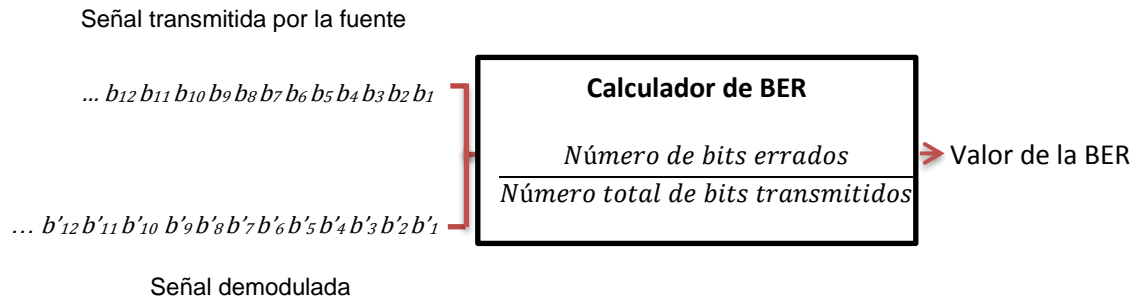 Señal transmitida por la fuente
... b12 b11 b10 b9 b8 b7 b6 b5 b4 b3 b2 b1
Calculador de BER
Número de bits errados
Número total de bits transmitidos
Valor de la BER
... b'12 b'11 b'10 b'9 b'8 b'7 b'6 b'5 b'4 b'3 b'2 b'1
Señal demodulada